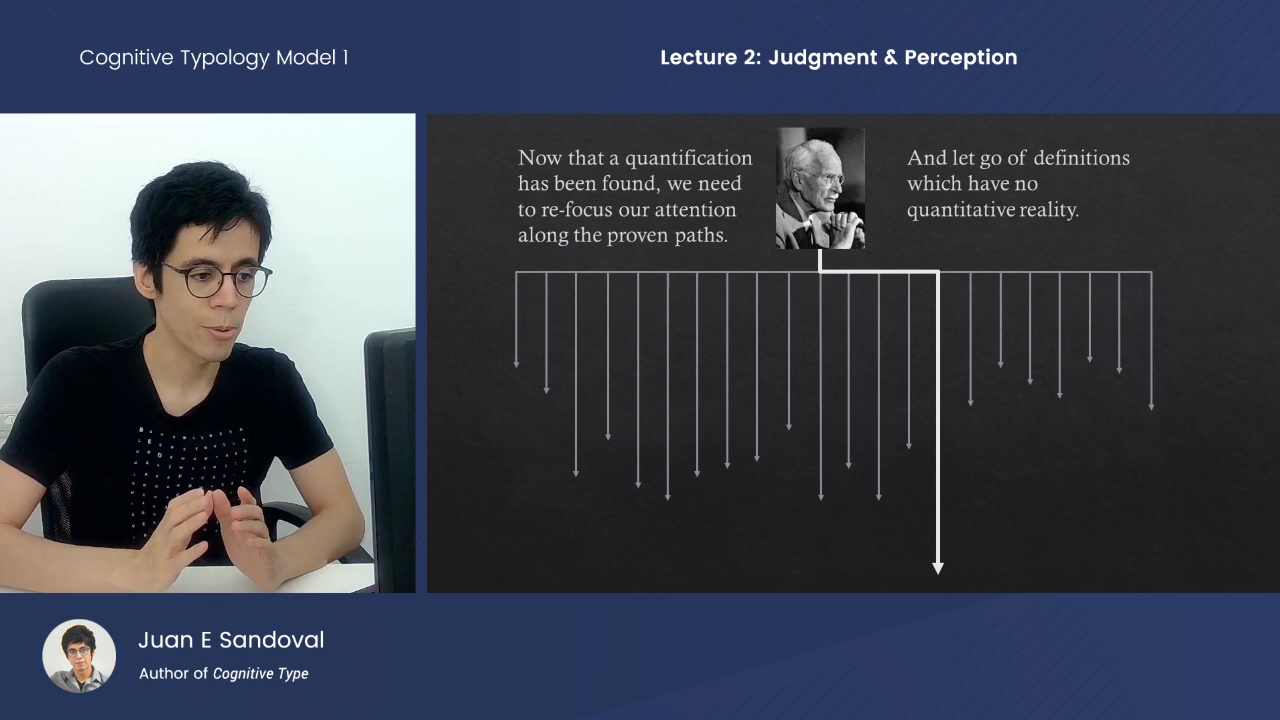 Cognitive Typology Model 1
Lecture 2: Judgment & Perception
Now that a quantification
has been found, we need
to re-focus our attention
along the proven paths.
And let go of definitions
which have no
quantitative reality.
Juan E Sandoval
Author of Cognitive Type